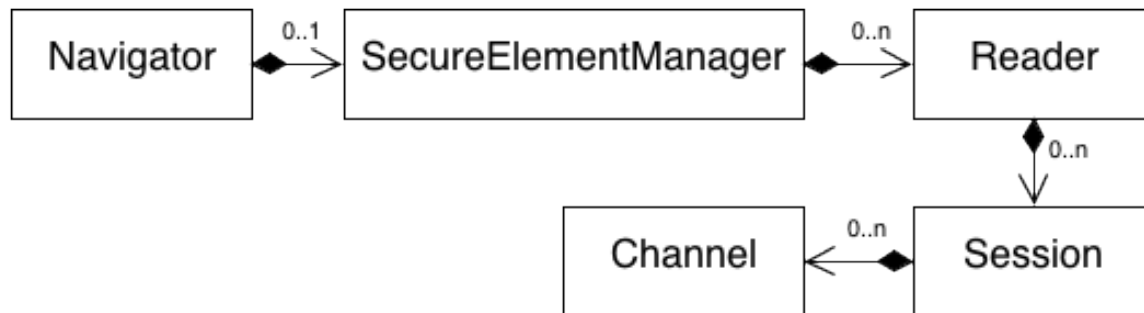 Navigator
0..1
SecureElementManager
0..n
Reader
0..n
Channel
0..n
Session